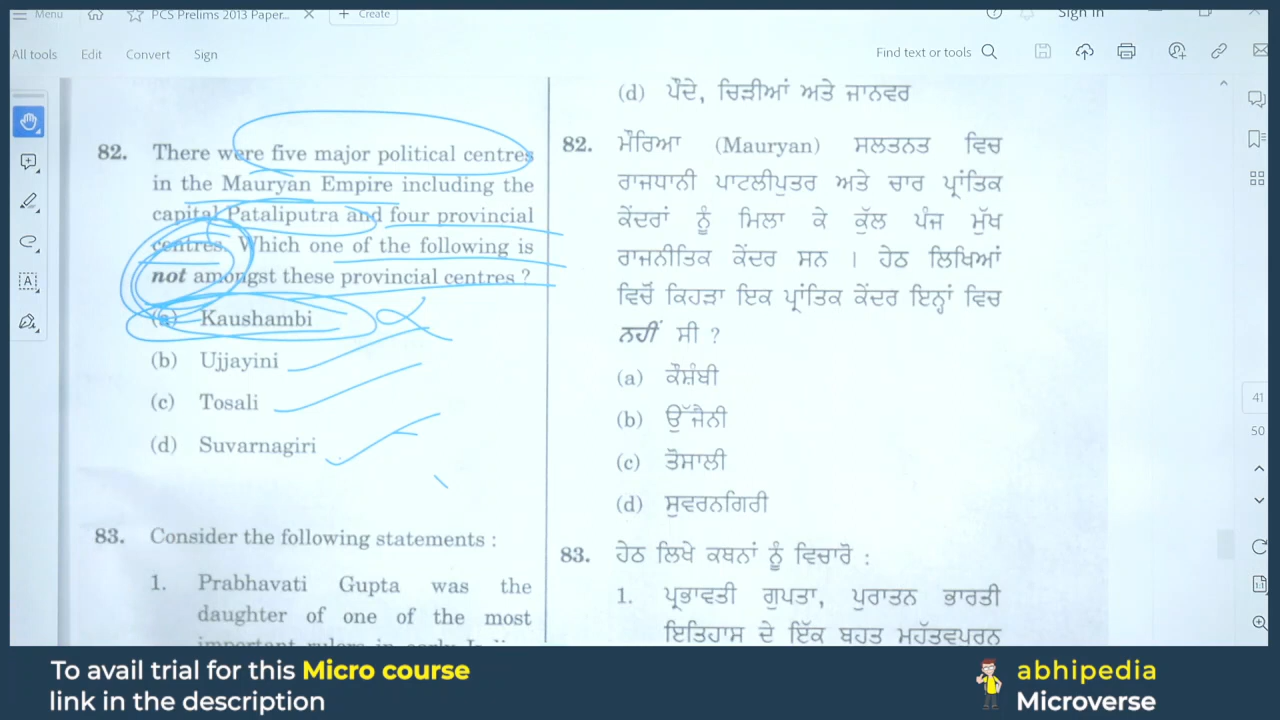 Menu
PCS Prelims 2013 Paper...
Create
Sign In
All tools Edit Convert Sign
Find text or tools
82. There were five major political centres
in the Mauryan Empire including the
capital Pataliputra and four provincial
centres. Which one of the following is
not amongst these provincial centres ?
(a) Kaushambi
(b) Ujjayini
(c) Tosali
(d) Suvarnagiri
83. Consider the following statements :
1. Prabhavati Gupta was the
daughter of one of the most
important rulers in early
(d) ਪੌਦੇ, ਚਿੜੀਆਂ ਅਤੇ ਜਾਨਵਰ
82. ਮੌਰਿਆ (Mauryan) ਸਲਤਨਤ ਵਿਚ
ਰਾਜਧਾਨੀ ਪਾਟਲੀਪੁਤਰ ਅਤੇ ਚਾਰ ਪ੍ਰਾਂਤਿਕ
ਕੇਂਦਰਾਂ ਨੂੰ ਮਿਲਾ ਕੇ ਕੁੱਲ ਪੰਜ ਮੁੱਖ
ਰਾਜਨੀਤਿਕ ਕੇਂਦਰ ਸਨ । ਹੇਠ ਲਿਖਿਆਂ
ਵਿਚੋਂ ਕਿਹੜਾ ਇਕ ਪ੍ਰਾਂਤਿਕ ਕੇਂਦਰ ਇਨ੍ਹਾਂ ਵਿਚ
ਨਹੀਂ ਸੀ ?
(a) ਕੌਸ਼ੰਬੀ
(b) ਉੱਜੈਨੀ
(c) ਤੋਸਾਲੀ
(d) ਸੁਵਰਨਗਿਰੀ
83. ਹੇਠ ਲਿਖੇ ਕਥਨਾਂ ਨੂੰ ਵਿਚਾਰੋ :
1. ਪ੍ਰਭਾਵਤੀ ਗੁਪਤਾ, ਪੁਰਾਤਨ ਭਾਰਤੀ
ਇਤਿਹਾਸ ਦੇ ਇੱਕ ਬਹੁਤ ਮਹੱਤਵਪੂਰਨ
41
50
To avail trial for this Micro course
link in the description
abhipedia
Microverse